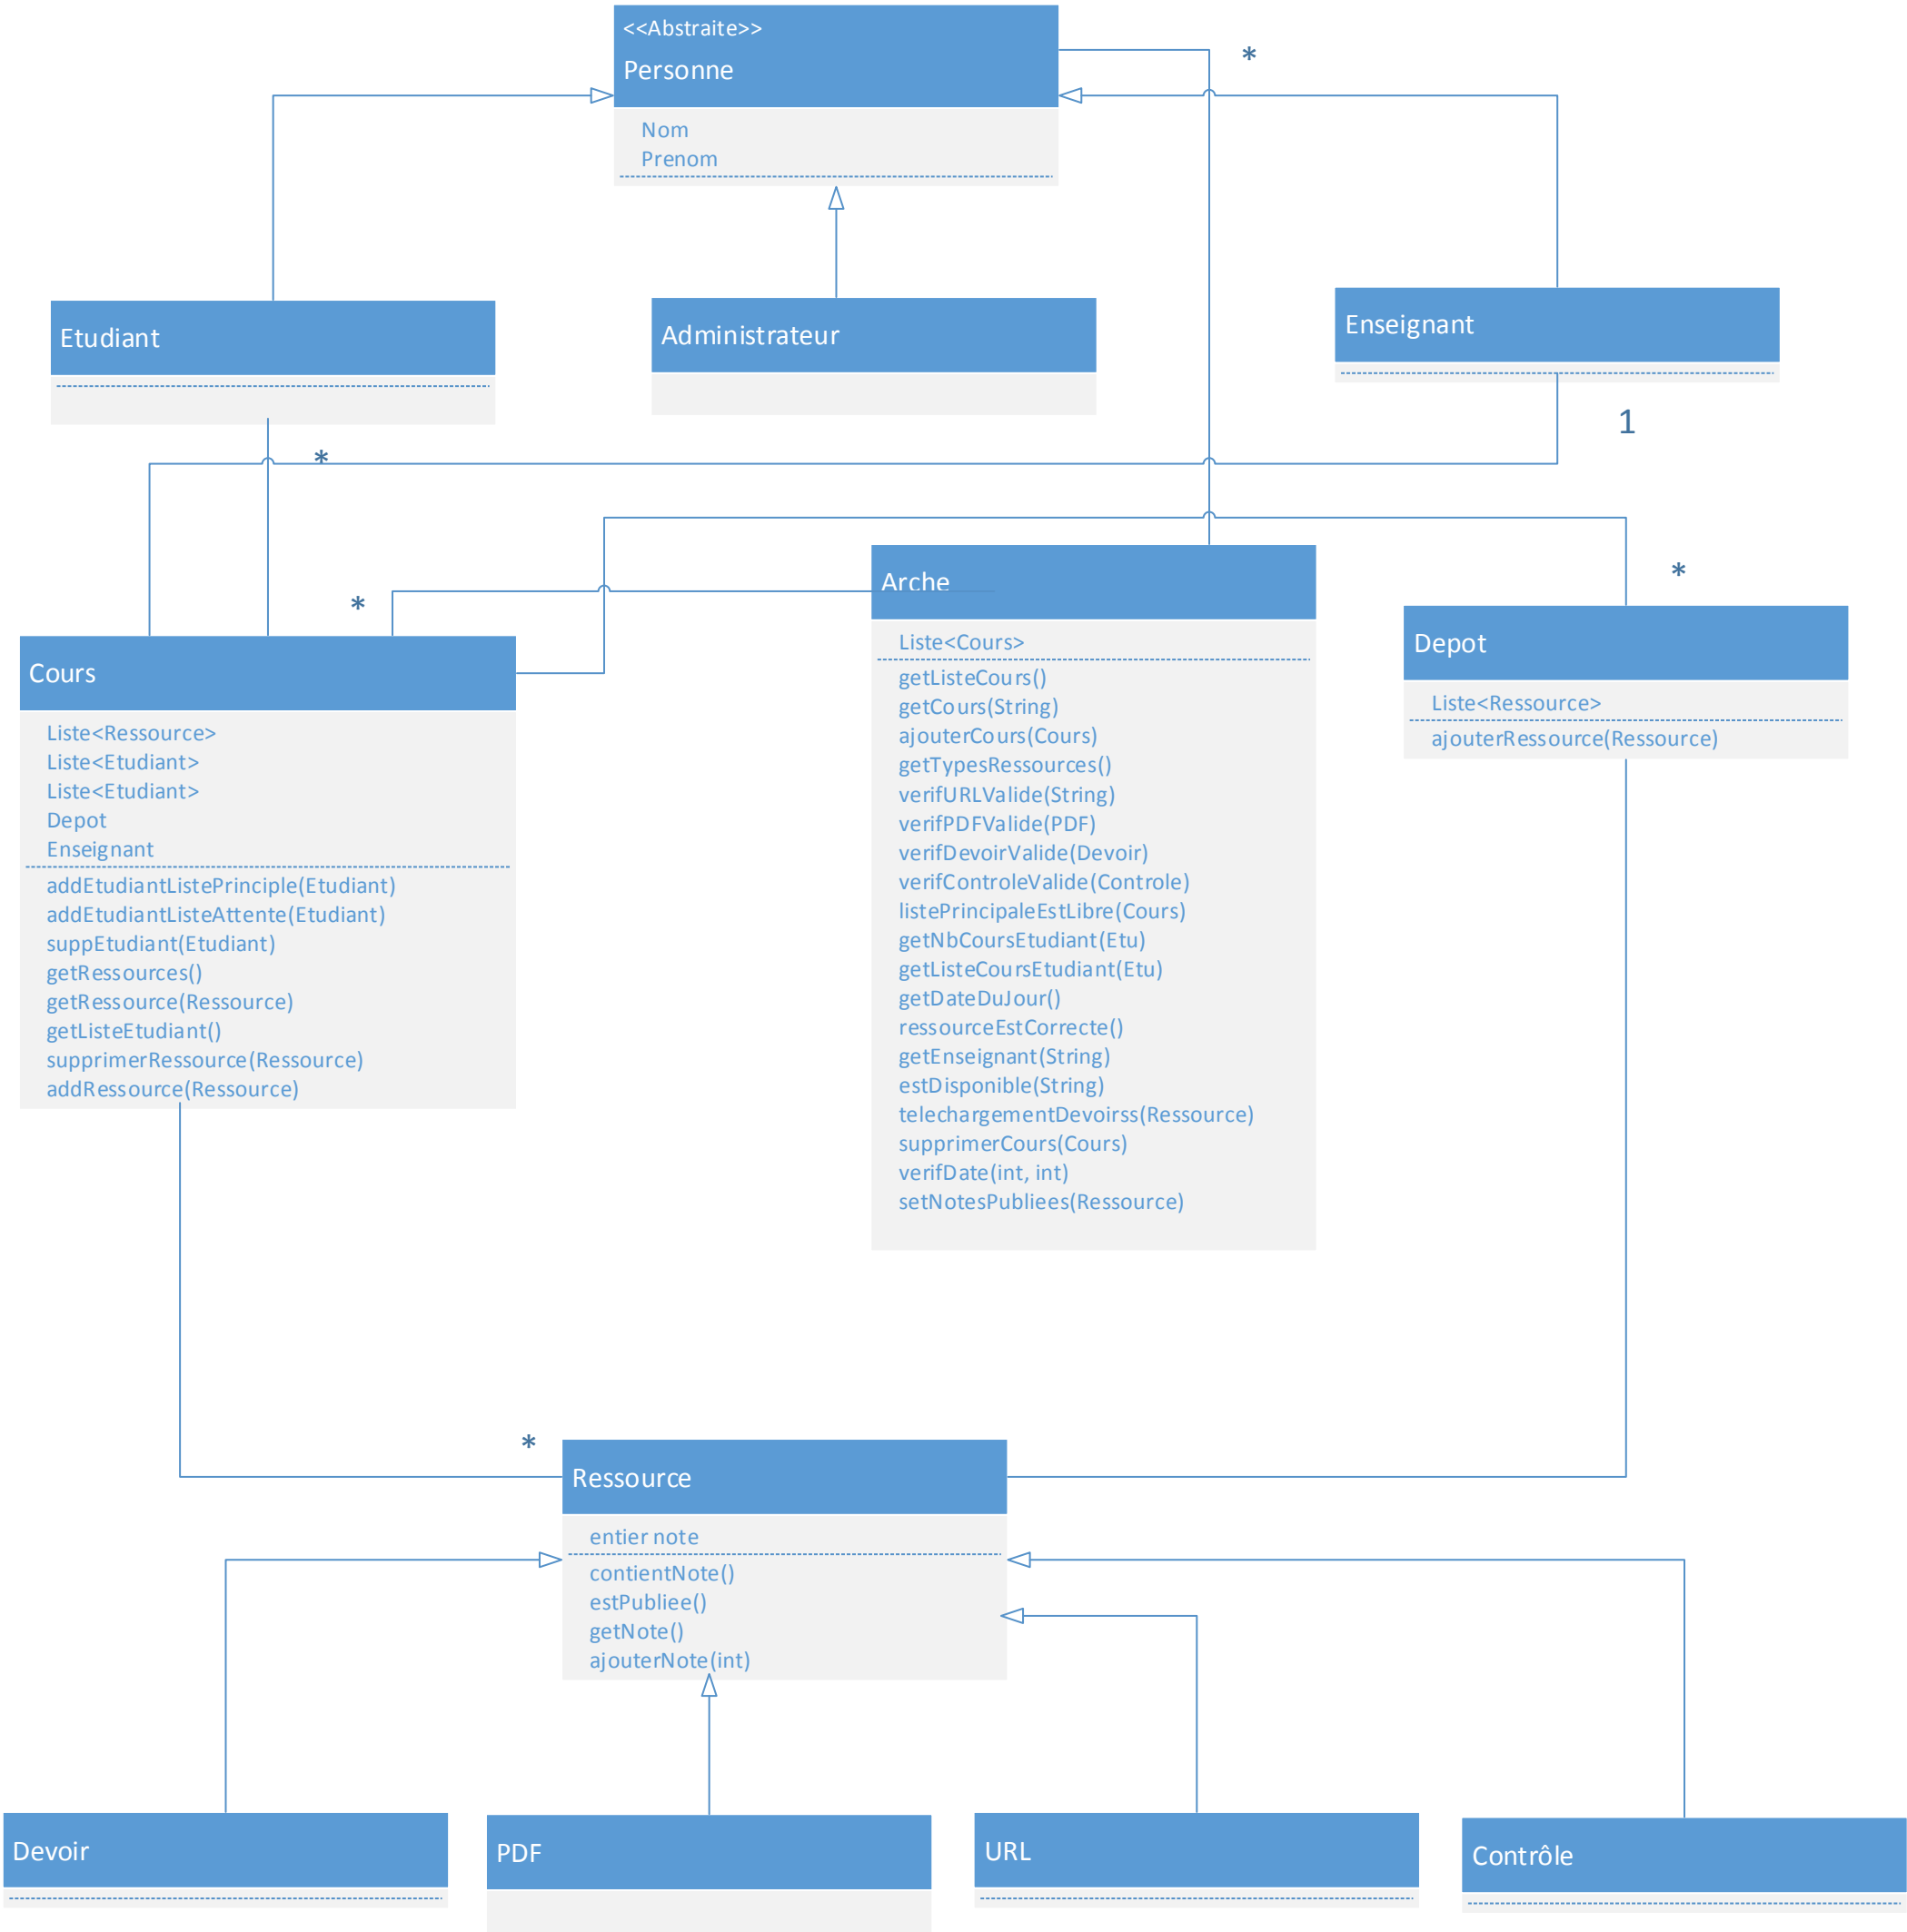 <<Abstraite>>
Personne
Nom
Prenom
*
Etudiant
Administrateur
Enseignant
1
*
*
*
Cours
Liste<Ressource>
Liste<Etudiant>
Liste<Etudiant>
Depot
Enseignant
addEtudiantListePrinciple(Etudiant)
addEtudiantListeAttente(Etudiant)
suppEtudiant(Etudiant)
getRessources()
getRessource(Ressource)
getListeEtudiant()
supprimerRessource(Ressource)
addRessource(Ressource)
Arche
Liste<Cours>
getListeCours()
getCours(String)
ajouterCours(Cours)
getTypesRessources()
verifURLValide(String)
verifPDFValide(PDF)
verifDevoirValide(Devoir)
verifControleValide(Controle)
listePrincipaleEstLibre(Cours)
getNbCoursEtudiant(Etu)
getListeCoursEtudiant(Etu)
getDateDuJour()
ressourceEstCorrecte()
getEnseignant(String)
estDisponible(String)
telechargementDevoirss(Ressource)
supprimerCours(Cours)
verifDate(int, int)
setNotesPubliees(Ressource)
Depot
Liste<Ressource>
ajouterRessource(Ressource)
*
Ressource
entier note
contientNote()
estPubliee()
getNote()
ajouterNote(int)
Devoir
PDF
URL
Contrôle